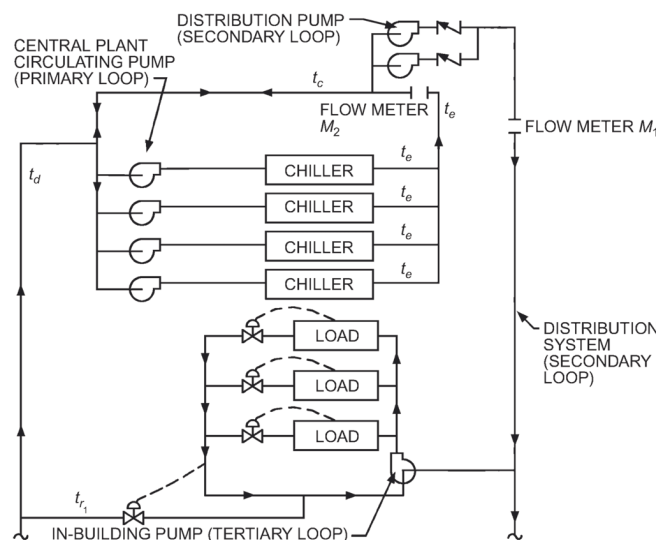 DISTRIBUTION PUMP
(SECONDARY LOOP)
CENTRAL PLANT
CIRCULATING PUMP
(PRIMARY LOOP)
t_c
FLOW METER
M_2
t_e
FLOW METER M_1
t_d
CHILLER
t_e
CHILLER
t_e
CHILLER
t_e
CHILLER
t_e
LOAD
LOAD
LOAD
DISTRIBUTION
SYSTEM
(SECONDARY
LOOP)
t_r1
IN-BUILDING PUMP (TERTIARY LOOP)